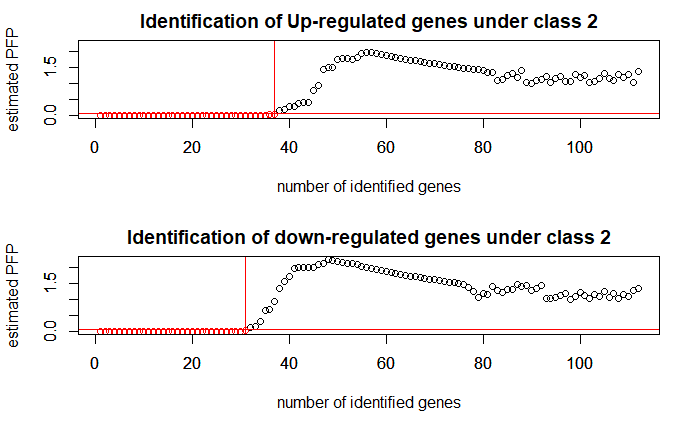 Identification of Up-regulated genes under class 2
estimated PFP
1.5
0.0
0 20 40 60 80 100
number of identified genes
Identification of down-regulated genes under class 2
estimated PFP
1.5
0.0
0 20 40 60 80 100
number of identified genes